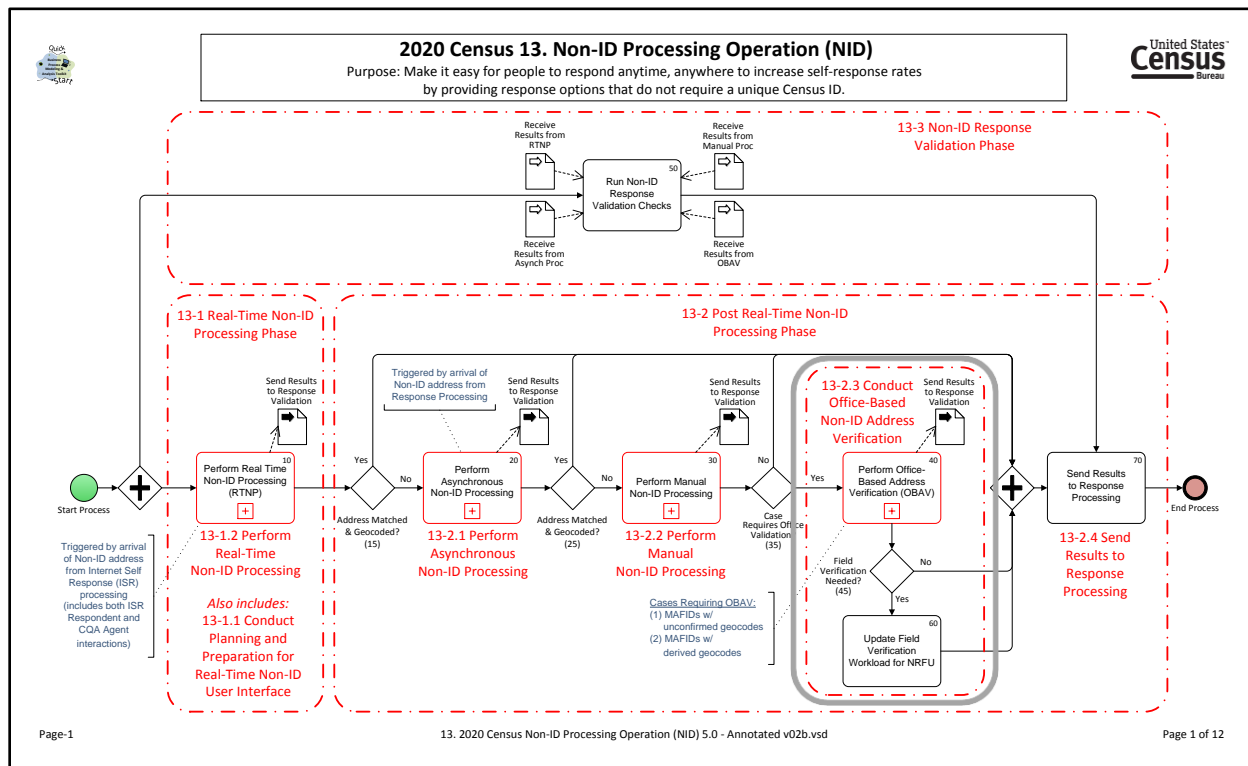 Quick
Business
Process
Modeling &
Analysis Toolkit
Start
2020 Census 13. Non-ID Processing Operation (NID)
Purpose: Make it easy for people to respond anytime, anywhere to increase self-response rates
by providing response options that do not require a unique Census ID.
United States™
Census
Bureau
13-3 Non-ID Response
Validation Phase
Receive
Results from
RTNP
Receive
Results from
Manual Proc
50
Run Non-ID
Response
Validation Checks
Receive
Results from
Asynch Proc
Receive
Results from
OBAV
13-1 Real-Time Non-ID
Processing Phase
13-2 Post Real-Time Non-ID
Processing Phase
Send Results
to Response
Validation
Triggered by arrival
of Non-ID address from
Response Processing
Send Results
to Response
Validation
Send Results
to Response
Validation
13-2.3 Conduct
Office-Based
Non-ID Address
Verification
Send Results
to Response
Validation
Start Process
10
Perform Real Time
Non-ID Processing
(RTNP)
Yes
No
Address Matched
& Geocoded?
(15)
20
Perform
Asynchronous
Non-ID Processing
Yes
No
Address Matched
& Geocoded?
(25)
30
Perform Manual
Non-ID Processing
No
Yes
Case
Requires Office
Validation?
(35)
40
Perform Office-
Based Address
Verification (OBAV)
70
Send Results
to Response
Processing
End Process
13-1.2 Perform
Real-Time
Non-ID Processing
13-2.1 Perform
Asynchronous
Non-ID Processing
13-2.2 Perform
Manual
Non-ID Processing
13-2.4 Send
Results to
Response
Processing
Triggered by arrival
of Non-ID address
from Internet Self
Response (ISR)
processing
(includes both ISR
Respondent and
CQA Agent
interactions)
Also includes:
13-1.1 Conduct
Planning and
Preparation for
Real-Time Non-ID
User Interface
Field
Verification
Needed?
(45)
No
Yes
Cases Requiring OBAV:
(1) MAFIDs w/
unconfirmed geocodes
(2) MAFIDs w/
derived geocodes
60
Update Field
Verification
Workload for NRFU
Page-1
13. 2020 Census Non-ID Processing Operation (NID) 5.0 - Annotated v02b.vsd
Page 1 of 12